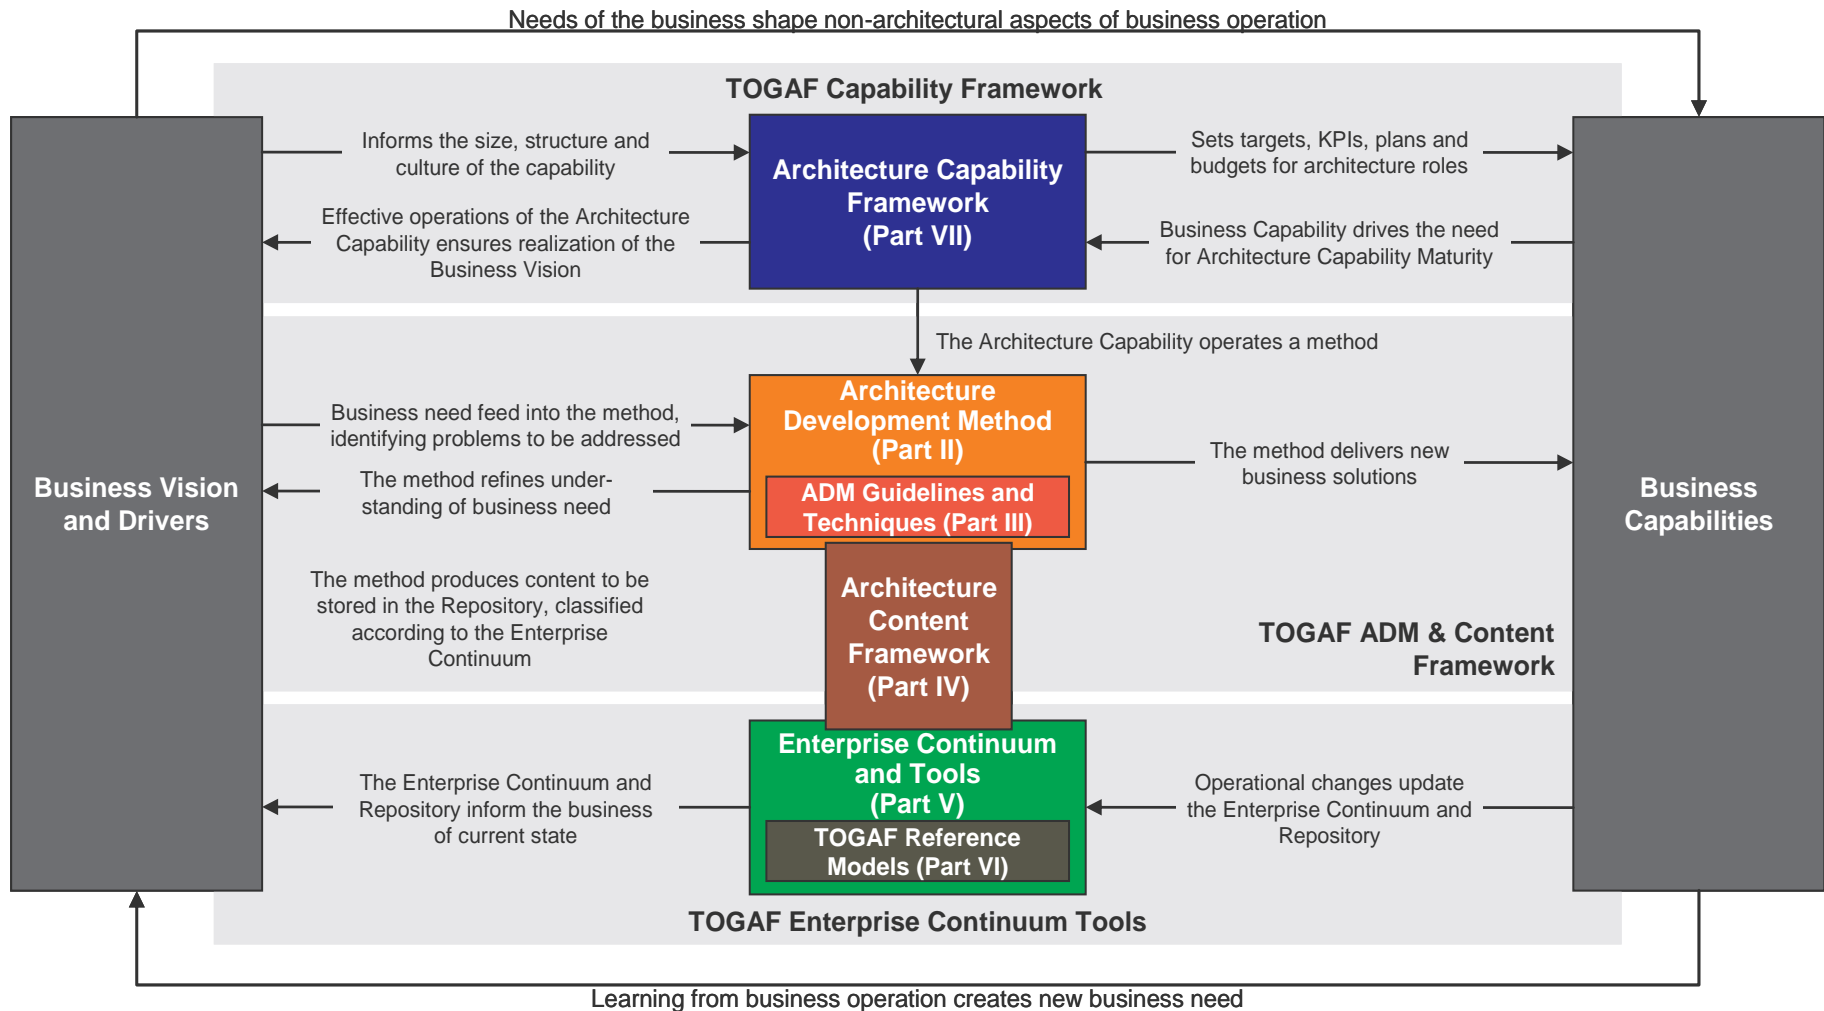 Needs of the business shape non-architectural aspects of business operation
TOGAF Capability Framework
Informs the size, structure and
culture of the capability
Architecture Capability
Framework
(Part VII)
Sets targets, KPIs, plans and
budgets for architecture roles
Effective operations of the Architecture
Capability ensures realization of the
Business Vision
Business Capability drives the need
for Architecture Capability Maturity
The Architecture Capability operates a method
Business Vision
and Drivers
Business need feed into the method,
identifying problems to be addressed
The method refines under-
standing of business need
Architecture
Development Method
(Part II)
ADM Guidelines and
Techniques (Part III)
The method delivers new
business solutions
Business
Capabilities
The method produces content to be
stored in the Repository, classified
according to the Enterprise
Continuum
Architecture
Content
Framework
(Part IV)
TOGAF ADM & Content
Framework
The Enterprise Continuum and
Repository inform the business
of current state
Enterprise Continuum
and Tools
(Part V)
TOGAF Reference
Models (Part VI)
Operational changes update
the Enterprise Continuum and
Repository
TOGAF Enterprise Continuum Tools
Learning from business operation creates new business need